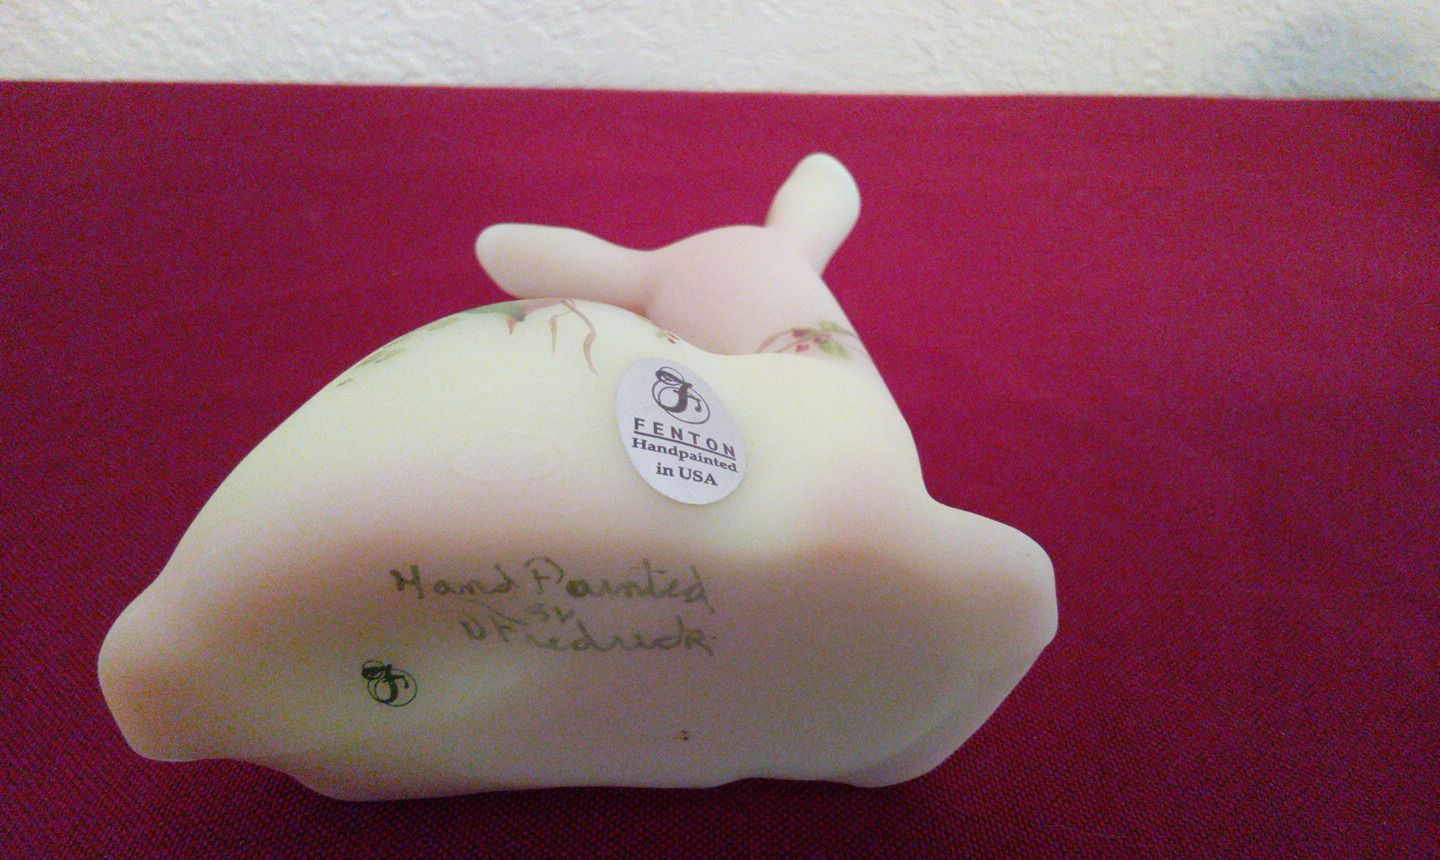 FENTON
Handpainted
in USA
Hand Painted
by
D Fredrick